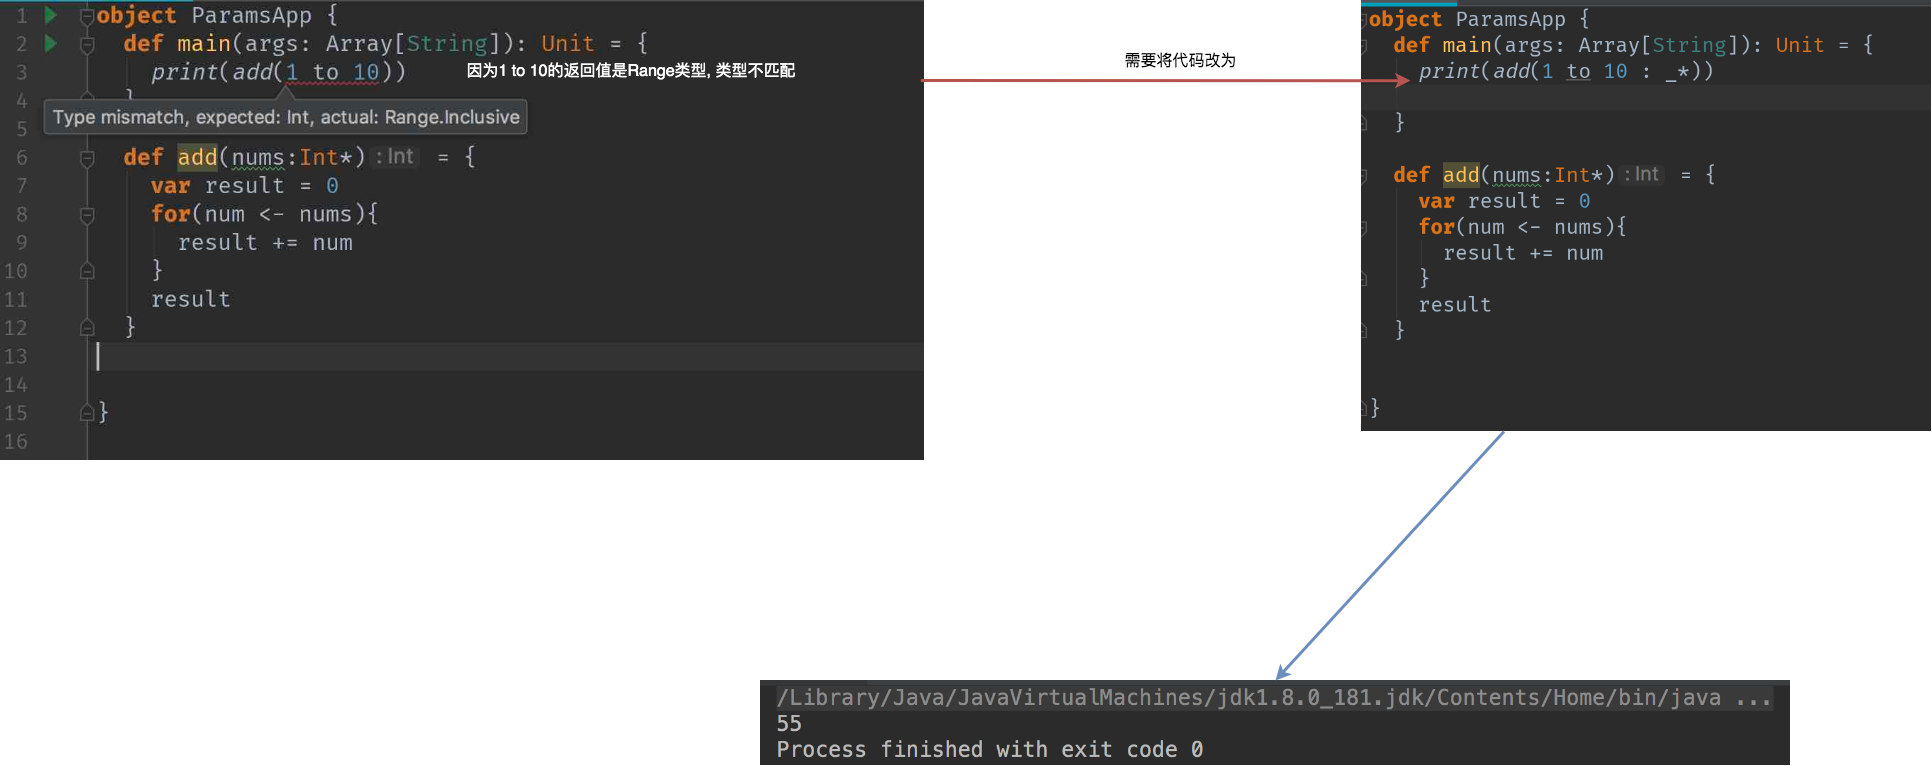 1 object ParamsApp {
2 def main(args: Array[String]): Unit = {
3 print(add(1 to 10)) 因为1 to 10的返回值是Range类型, 类型不匹配
4 }
Type mismatch, expected: Int, actual: Range.Inclusive
5
6 def add(nums:Int*) : Int = {
7 var result = 0
8 for(num <- nums){
9 result += num
10 }
11 result
12 }
13
14
15 }
16
需要将代码改为
object ParamsApp {
def main(args: Array[String]): Unit = {
print(add(1 to 10 : _*))
}
def add(nums:Int*) : Int = {
var result = 0
for(num <- nums){
result += num
}
result
}
}
/Library/Java/JavaVirtualMachines/jdk1.8.0_181.jdk/Contents/Home/bin/java ...
55
Process finished with exit code 0